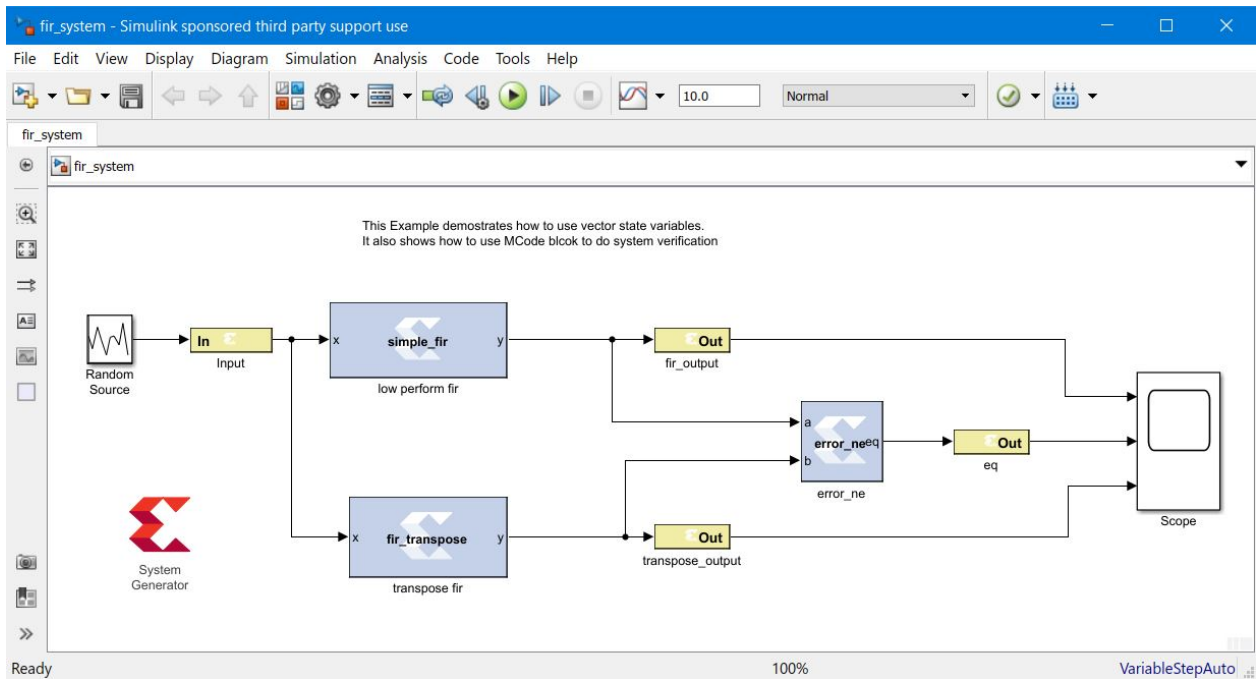 fir_system - Simulink sponsored third party support use
File Edit View Display Diagram Simulation Analysis Code Tools Help
10.0 Normal
fir_system
fir_system
This Example demostrates how to use vector state variables.
It also shows how to use MCode blcok to do system verification
Random
Source
In
Input
x simple_fir y
low perform fir
Out
fir_output
a
error_ne eq
b
error_ne
Out
eq
Scope
x fir_transpose y
transpose fir
Out
transpose_output
System
Generator
Ready 100% VariableStepAuto